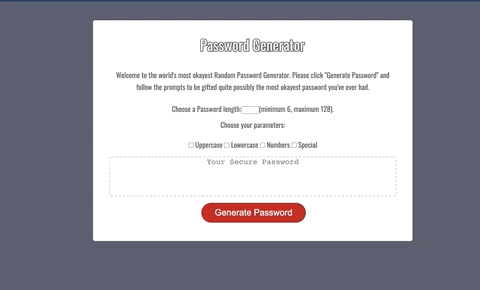 Password Generator
Welcome to the world's most okayest Random Password Generator. Please click "Generate Password" and
follow the prompts to be gifted quite possibly the most okayest password you've ever had.
Choose a Password length: (minimum 6, maximum 128).
Choose your parameters:
Uppercase Lowercase Numbers Special
Your Secure Password
Generate Password